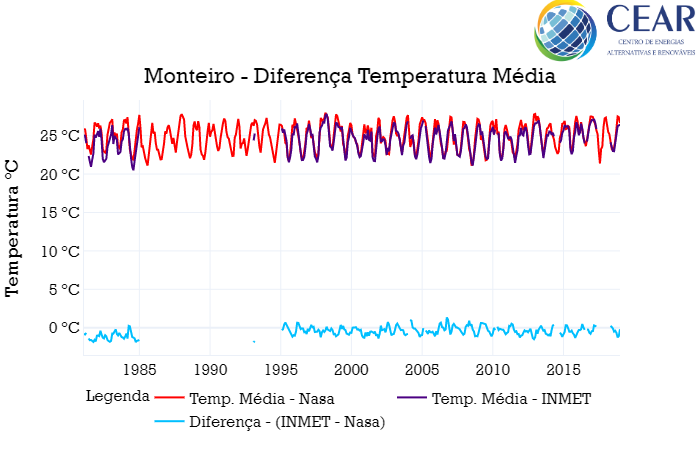 CEAR
CENTRO DE ENERGIAS
ALTERNATIVAS E RENOVÁVEIS
Monteiro - Diferença Temperatura Média
Temperatura °C
25 °C
20 °C
15 °C
10 °C
5 °C
0 °C
1985 1990 1995 2000 2005 2010 2015
Legenda Temp. Média - Nasa Temp. Média - INMET
Diferença - (INMET - Nasa)